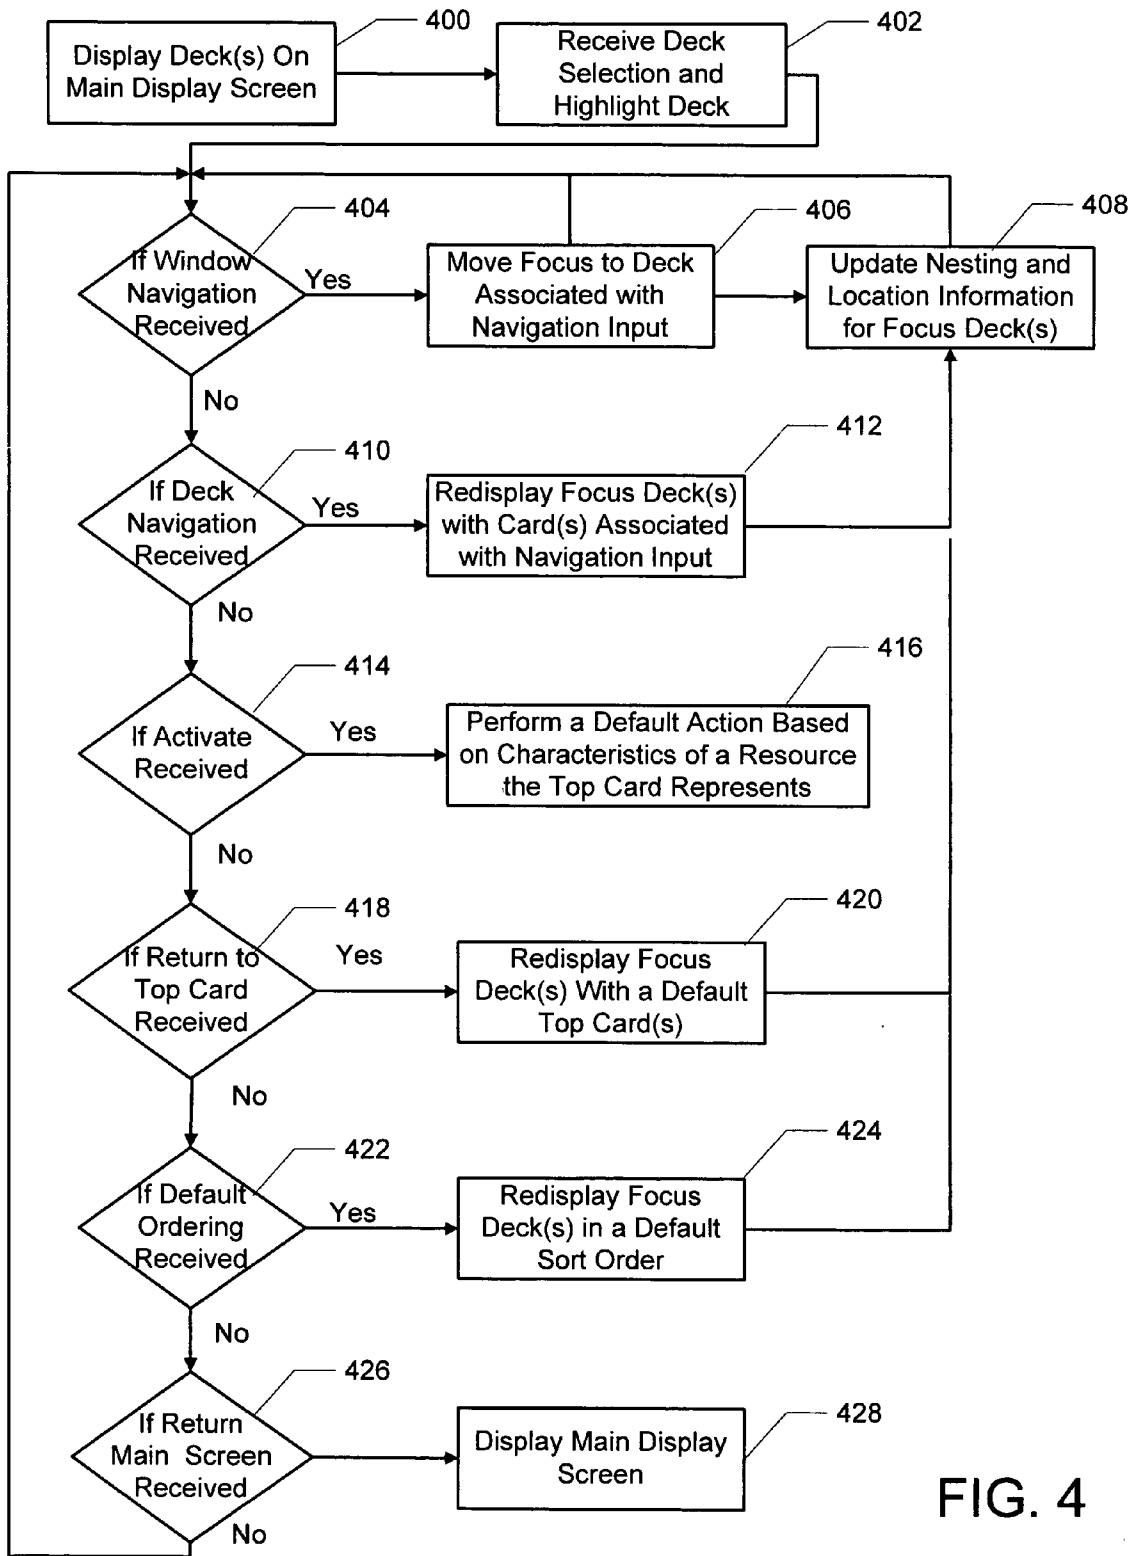 400
Display Deck(s) On
Main Display Screen
402
Receive Deck
Selection and
Highlight Deck
404
If Window
Navigation
Received
Yes
No
406
Move Focus to Deck
Associated with
Navigation Input
408
Update Nesting and
Location Information
for Focus Deck(s)
410
If Deck
Navigation
Received
Yes
No
412
Redisplay Focus Deck(s)
with Card(s) Associated
with Navigation Input
414
If Activate
Received
Yes
No
416
Perform a Default Action Based
on Characteristics of a Resource
the Top Card Represents
418
If Return to
Top Card
Received
Yes
No
420
Redisplay Focus
Deck(s) With a Default
Top Card(s)
422
If Default
Ordering
Received
Yes
No
424
Redisplay Focus
Deck(s) in a Default
Sort Order
426
If Return
Main Screen
Received
No
428
Display Main Display
Screen
FIG. 4